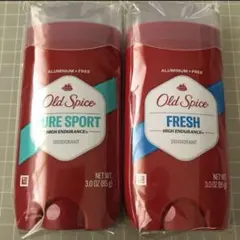 ALUMINUM-FREE
Old Spice
PURE SPORT
HIGH ENDURANCE
DEODORANT
NET WT.
3.0 OZ (85 g)
ALUMINUM-FREE
Old Spice
FRESH
HIGH ENDURANCE
DEODORANT
NET WT.
3.0 OZ (85 g)